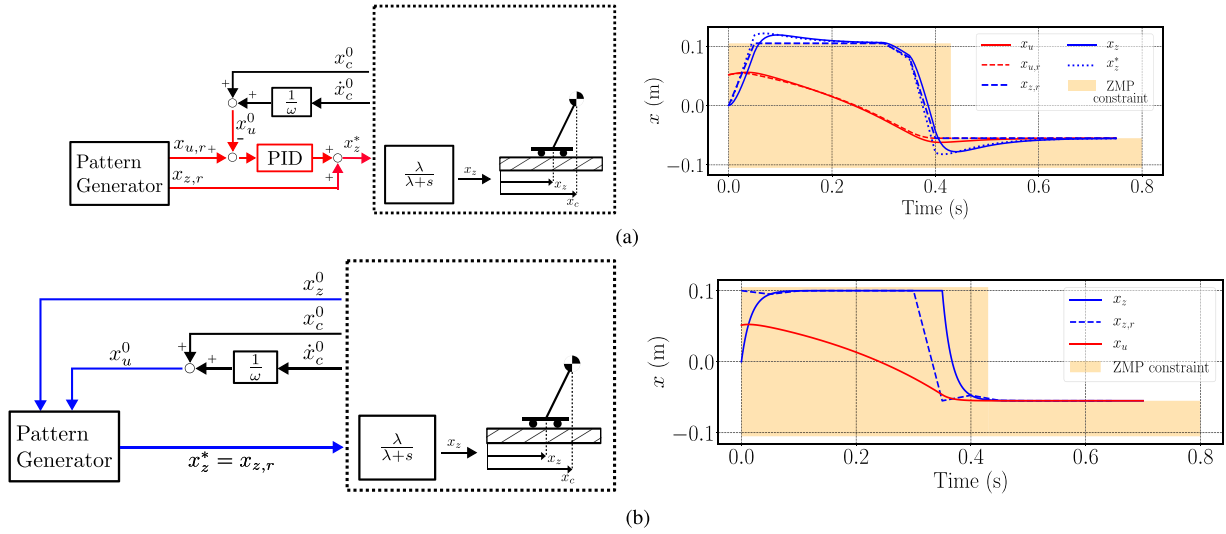 x_c^0
ẋ_c^0
1/ω
+
+
x_u^0
-
Pattern
Generator
x_{u,r}
+
PID
+
x_z^*
x_{z,r}
+
λ/(λ+s)
x_z
x_z
x_c
x (m)
0.1
0.0
−0.1
0.0
0.2
0.4
0.6
0.8
Time (s)
x_u
x_{u,r}
x_{z,r}
x_z
x_z^*
ZMP
constraint
(a)
x_z^0
x_c^0
ẋ_c^0
1/ω
+
+
x_u^0
Pattern
Generator
x_z^* = x_{z,r}
λ/(λ+s)
x_z
x_z
x_c
x (m)
0.1
0.0
−0.1
0.0
0.2
0.4
0.6
0.8
Time (s)
x_z
x_{z,r}
x_u
ZMP constraint
(b)